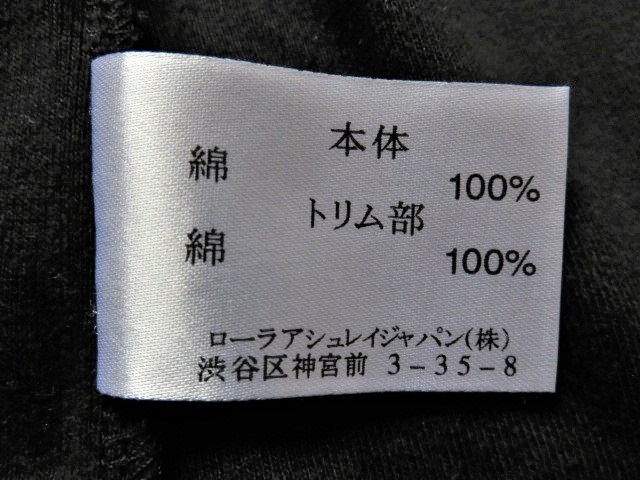 本体
綿 100%
トリム部
綿 100%
ローラアシュレイジャパン(株)
渋谷区神宮前 3-35-8